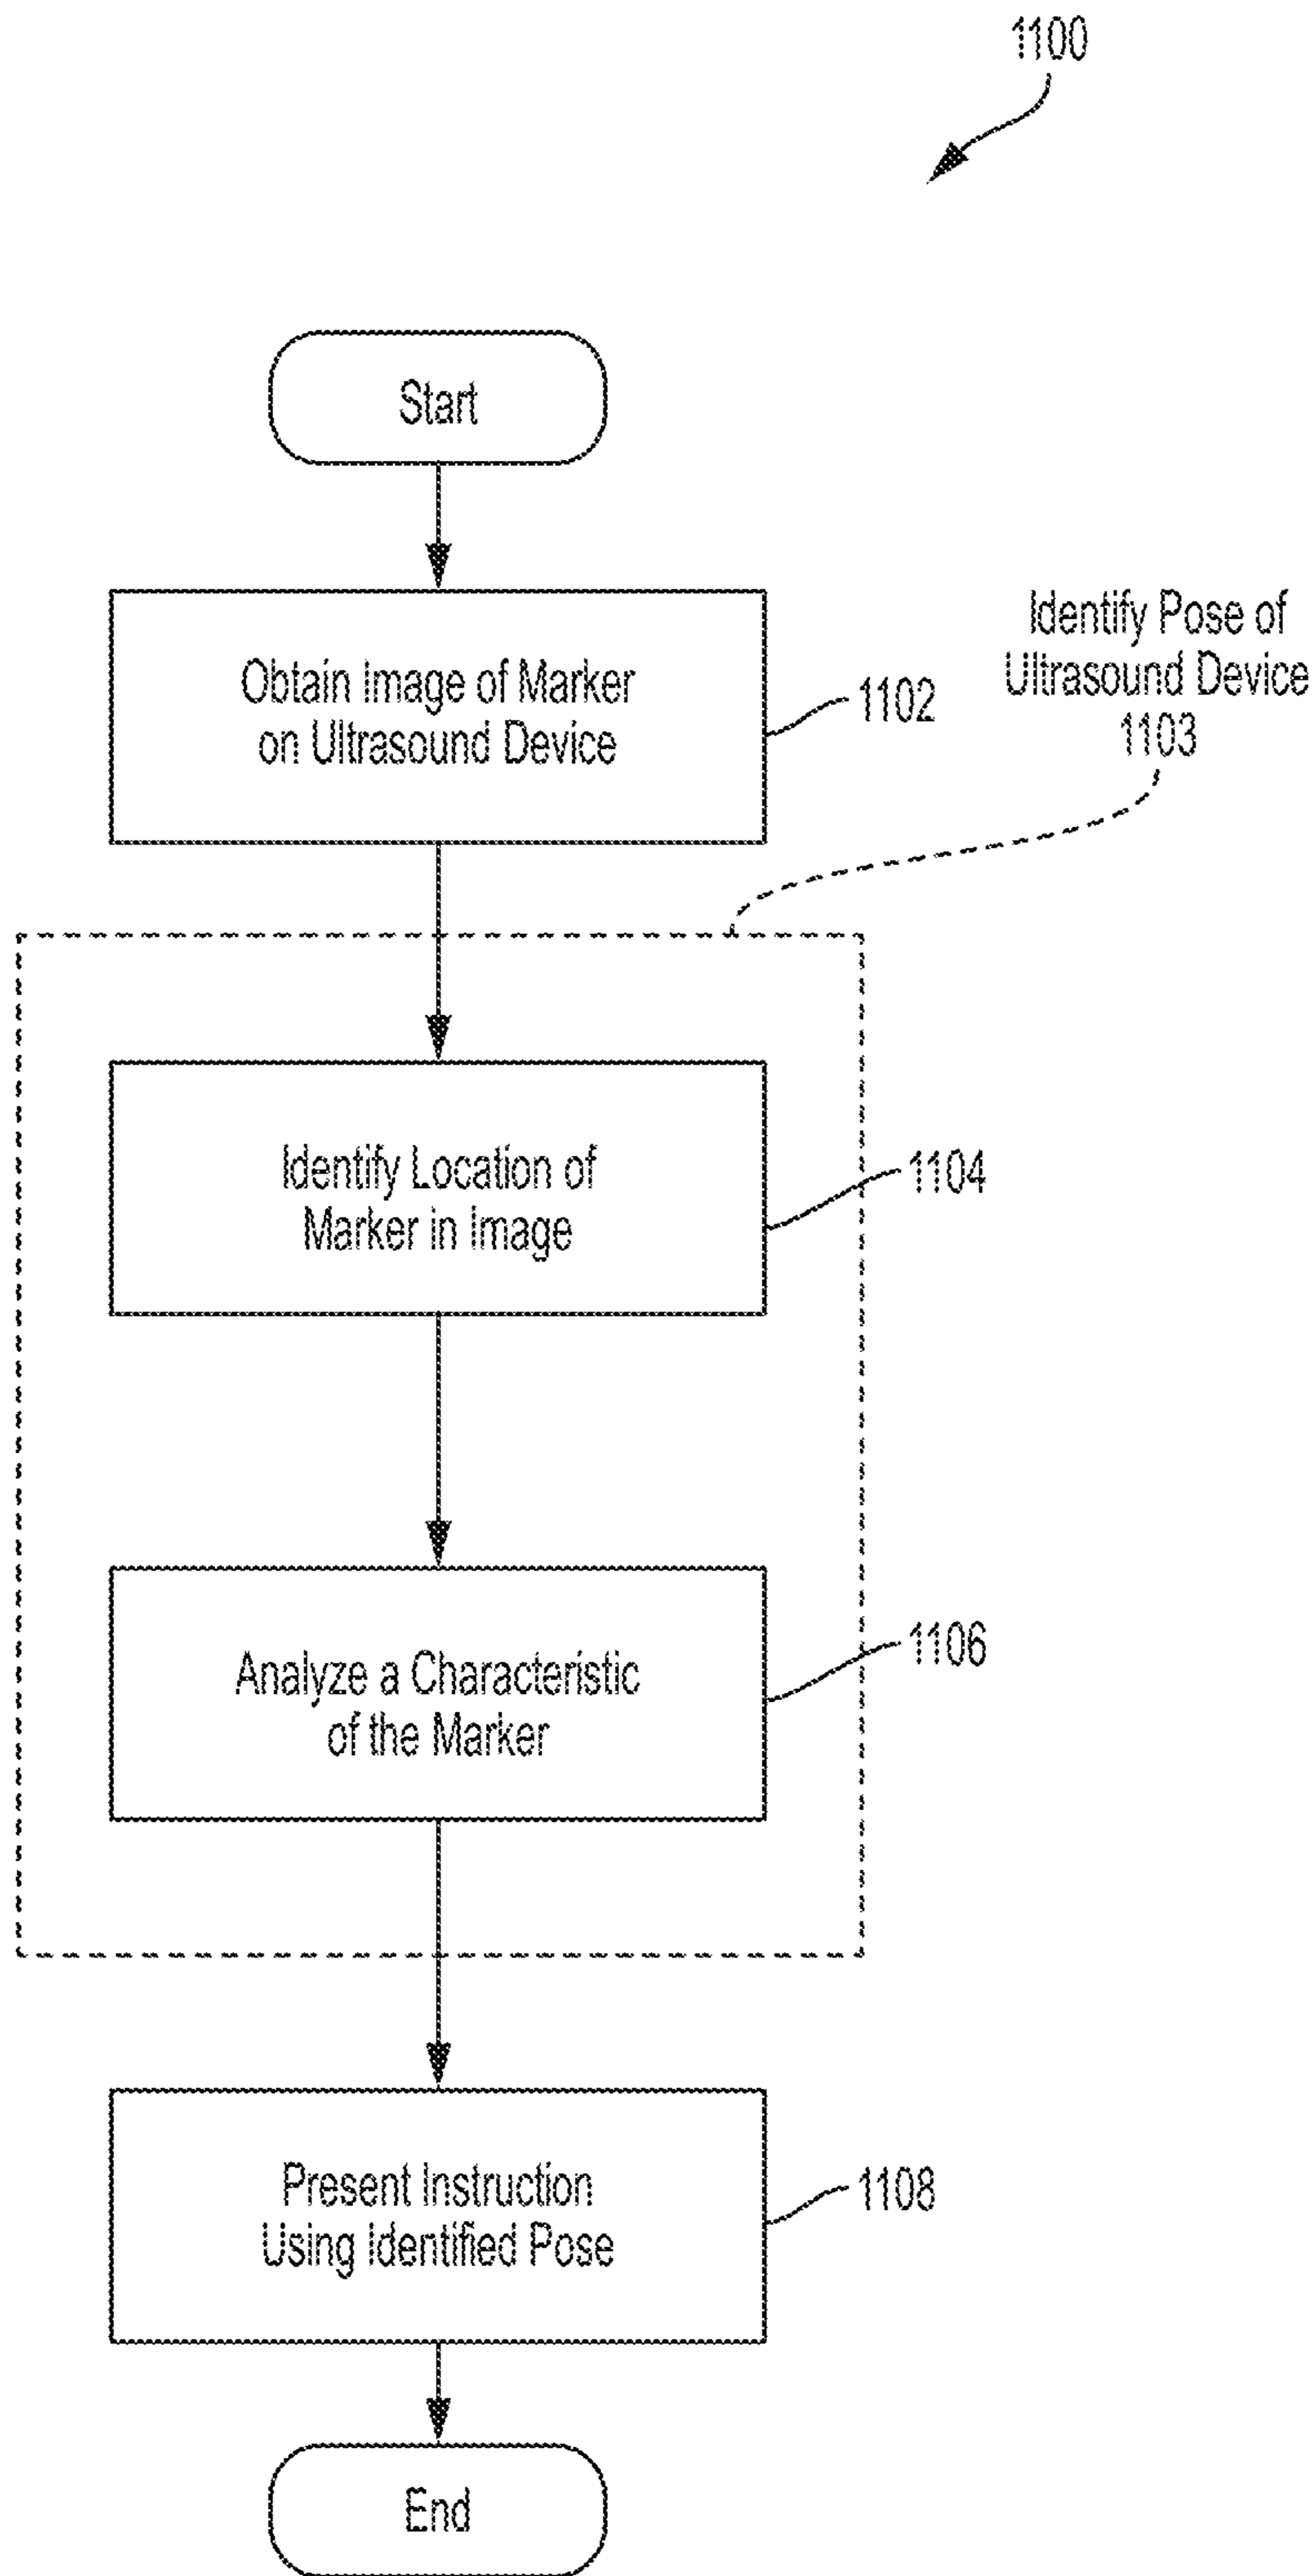 1100
Start
Obtain Image of Marker
on Ultrasound Device
1102
Identify Pose of
Ultrasound Device
1103
Identify Location of
Marker in Image
1104
Analyze a Characteristic
of the Marker
1106
Present Instruction
Using Identified Pose
1108
End